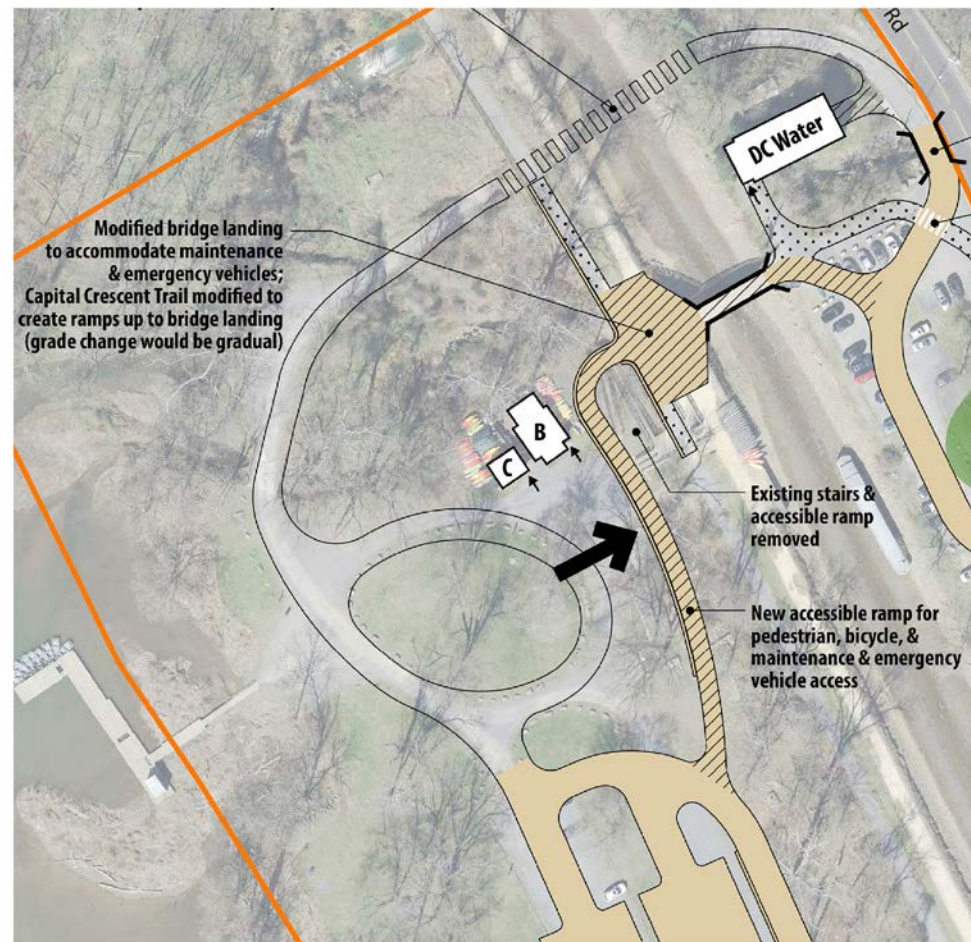 Rd
DC Water
Modified bridge landing
to accommodate maintenance
& emergency vehicles;
Capital Crescent Trail modified to
create ramps up to bridge landing
(grade change would be gradual)
B
C
Existing stairs &
accessible ramp
removed
New accessible ramp for
pedestrian, bicycle, &
maintenance & emergency
vehicle access